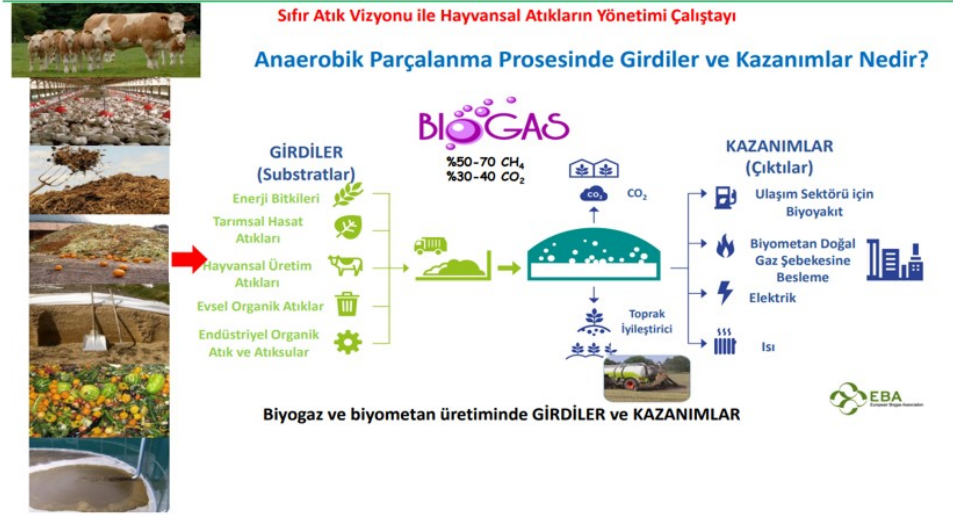 Sıfır Atık Vizyonu ile Hayvansal Atıkların Yönetimi Çalıştayı
Anaerobik Parçalanma Prosesinde Girdiler ve Kazanımlar Nedir?
BIOGAS
%50-70 CH₄
%30-40 CO₂
GİRDİLER
(Substratlar)
Enerji Bitkileri
Tarımsal Hasat
Atıkları
Hayvansal Üretim
Atıkları
Evsel Organik Atıklar
Endüstriyel Organik
Atık ve Atıksular
CO₂
CO₂
Toprak
İyileştirici
KAZANIMLAR
(Çıktılar)
Ulaşım Sektörü için
Biyoyakıt
Biyometan Doğal
Gaz Şebekesine
Besleme
Elektrik
Isı
EBA
European Biogas Association
Biyogaz ve biyometan üretiminde GİRDİLER ve KAZANIMLAR